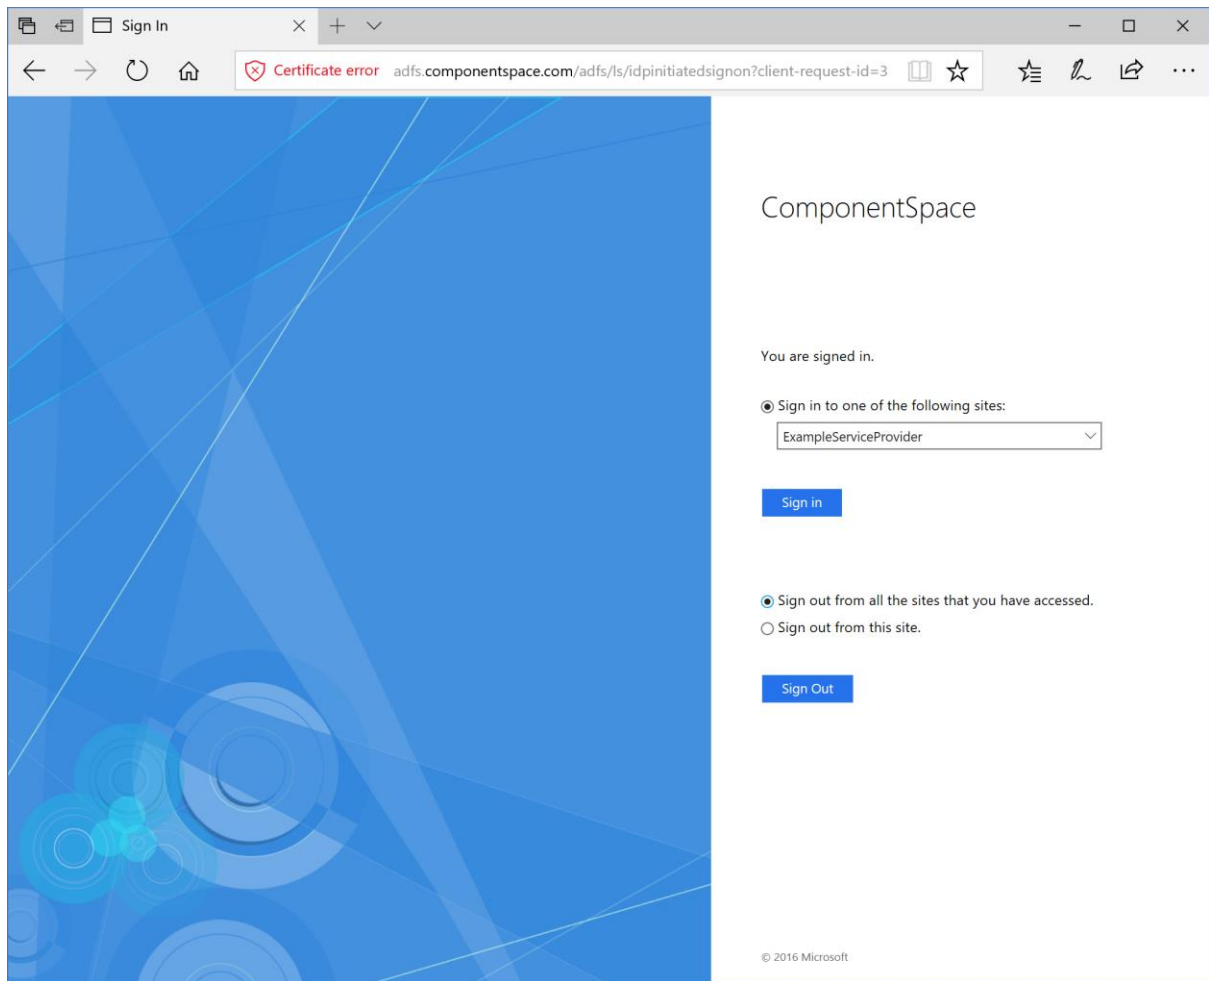 Sign In
Certificate error adfs.componentspace.com/adfs/ls/idpinitiatedsignon?client-request-id=3
ComponentSpace
You are signed in.
Sign in to one of the following sites:
ExampleServiceProvider
Sign in
Sign out from all the sites that you have accessed.
Sign out from this site.
Sign Out
© 2016 Microsoft